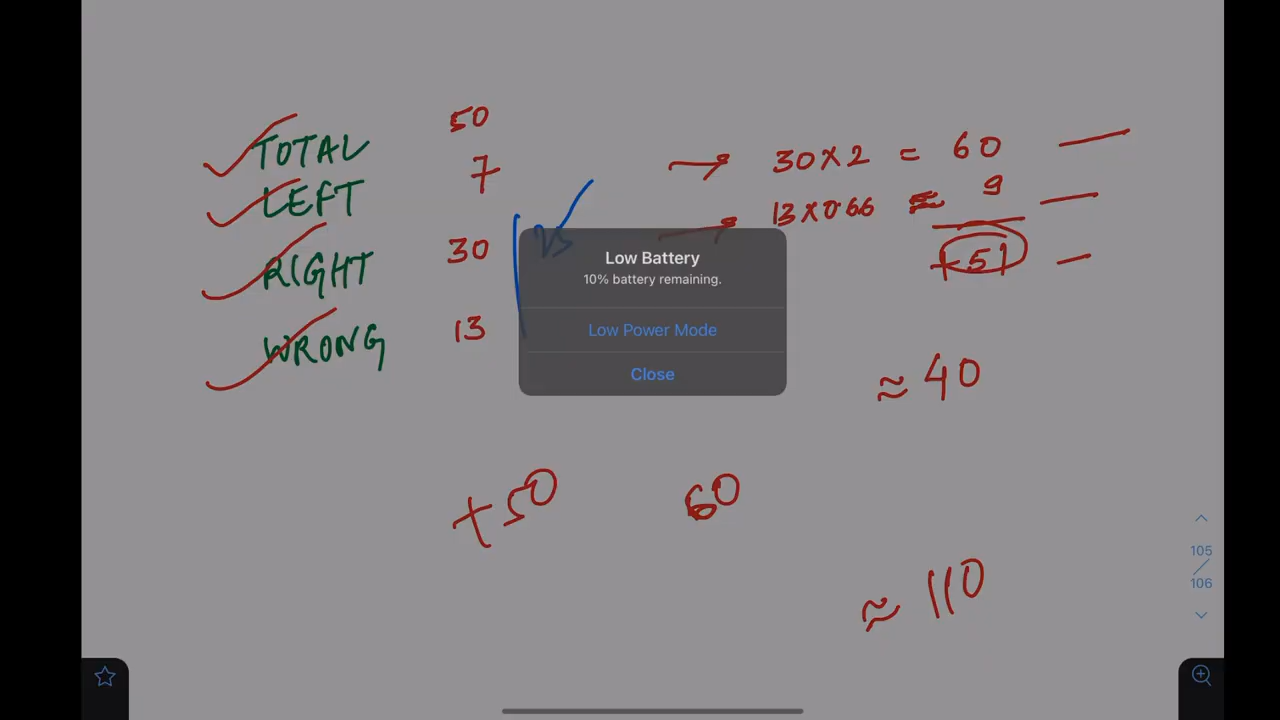 TOTAL 50
LEFT 7
RIGHT 30
WRONG 13
→ 30×2 = 60
→ 13×0.66 ≈ 9
+51
Low Battery
10% battery remaining.
Low Power Mode
Close
≈ 40
+50 60
≈ 110
105
106